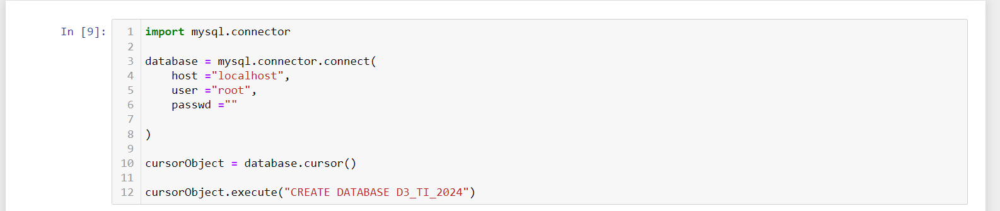 In [9]:
1 import mysql.connector
2
3 database = mysql.connector.connect(
4     host ="localhost",
5     user ="root",
6     passwd =""
7
8 )
9
10 cursorObject = database.cursor()
11
12 cursorObject.execute("CREATE DATABASE D3_TI_2024")